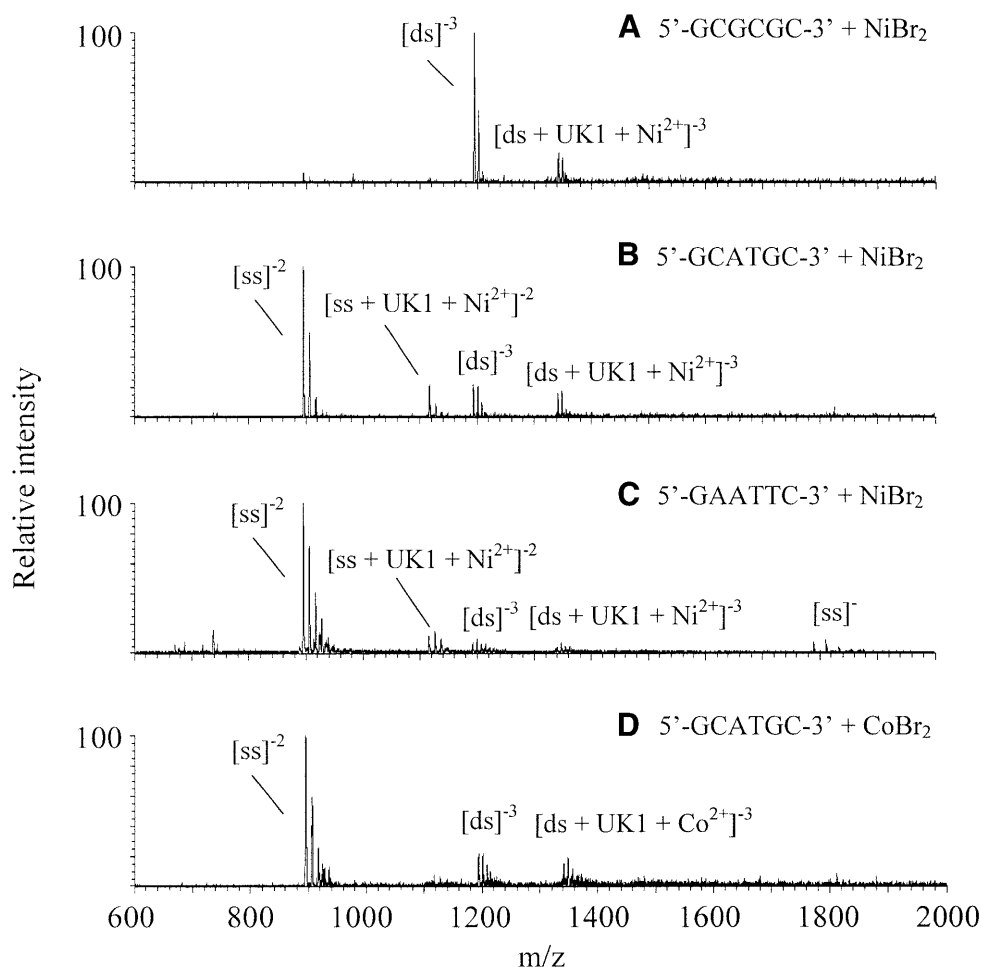 A 5'-GCGCGC-3' + NiBr2
100
[ds]-3
[ds + UK1 + Ni2+]-3
B 5'-GCATGC-3' + NiBr2
100
[ss]-2
[ss + UK1 + Ni2+]-2
[ds]-3
[ds + UK1 + Ni2+]-3
C 5'-GAATTC-3' + NiBr2
100
[ss]-2
[ss + UK1 + Ni2+]-2
[ds]-3
[ds + UK1 + Ni2+]-3
[ss]-
D 5'-GCATGC-3' + CoBr2
100
[ss]-2
[ds]-3
[ds + UK1 + Co2+]-3
Relative intensity
600 800 1000 1200 1400 1600 1800 2000
m/z